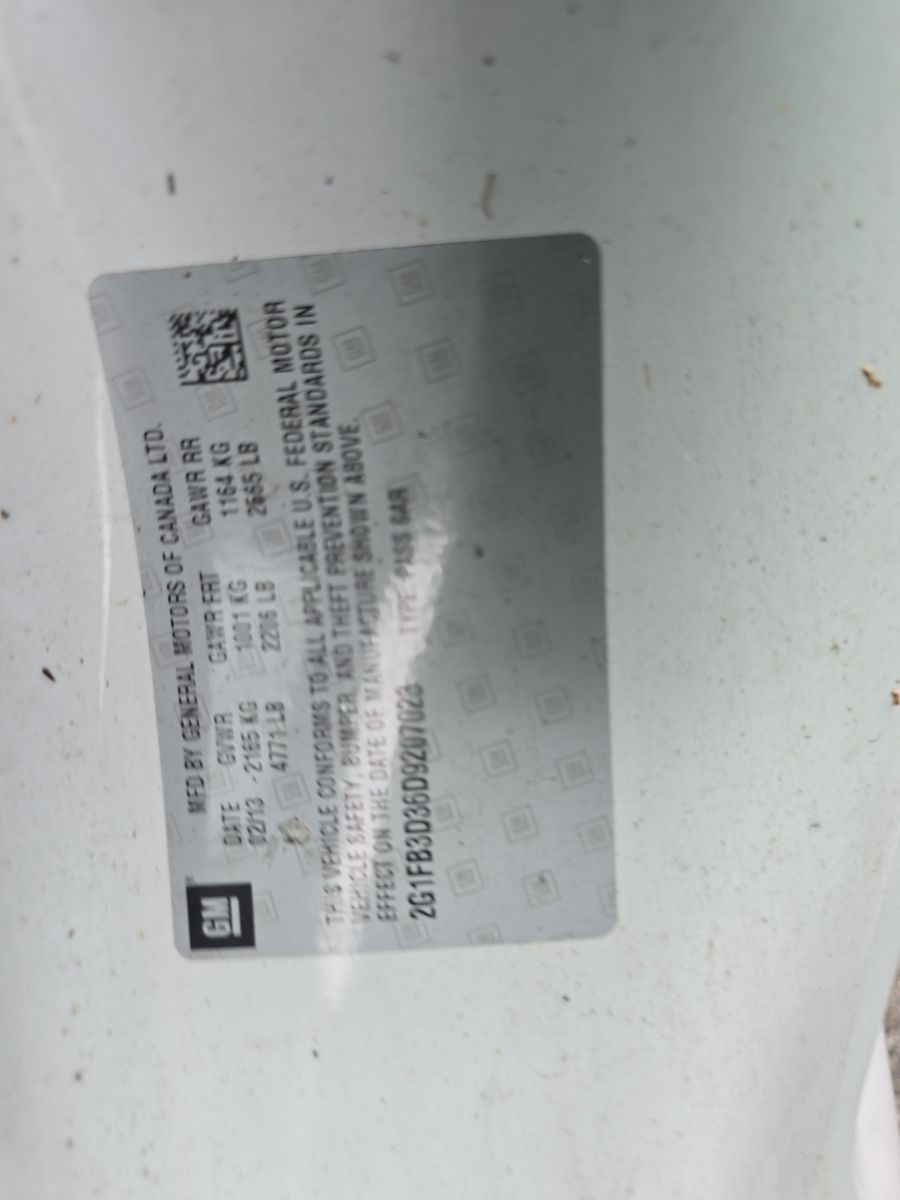 GM
MFD BY GENERAL MOTORS OF CANADA LTD.
DATE GVWR GAWR FRT GAWR RR
02/13 2165 KG 1001 KG 1164 KG
4771 LB 2206 LB 2565 LB
THIS VEHICLE CONFORMS TO ALL APPLICABLE U.S. FEDERAL MOTOR
VEHICLE SAFETY, BUMPER, AND THEFT PREVENTION STANDARDS IN
EFFECT ON THE DATE OF MANUFACTURE SHOWN ABOVE.
2G1FB3D36D9207023 TYPE: PASS CAR